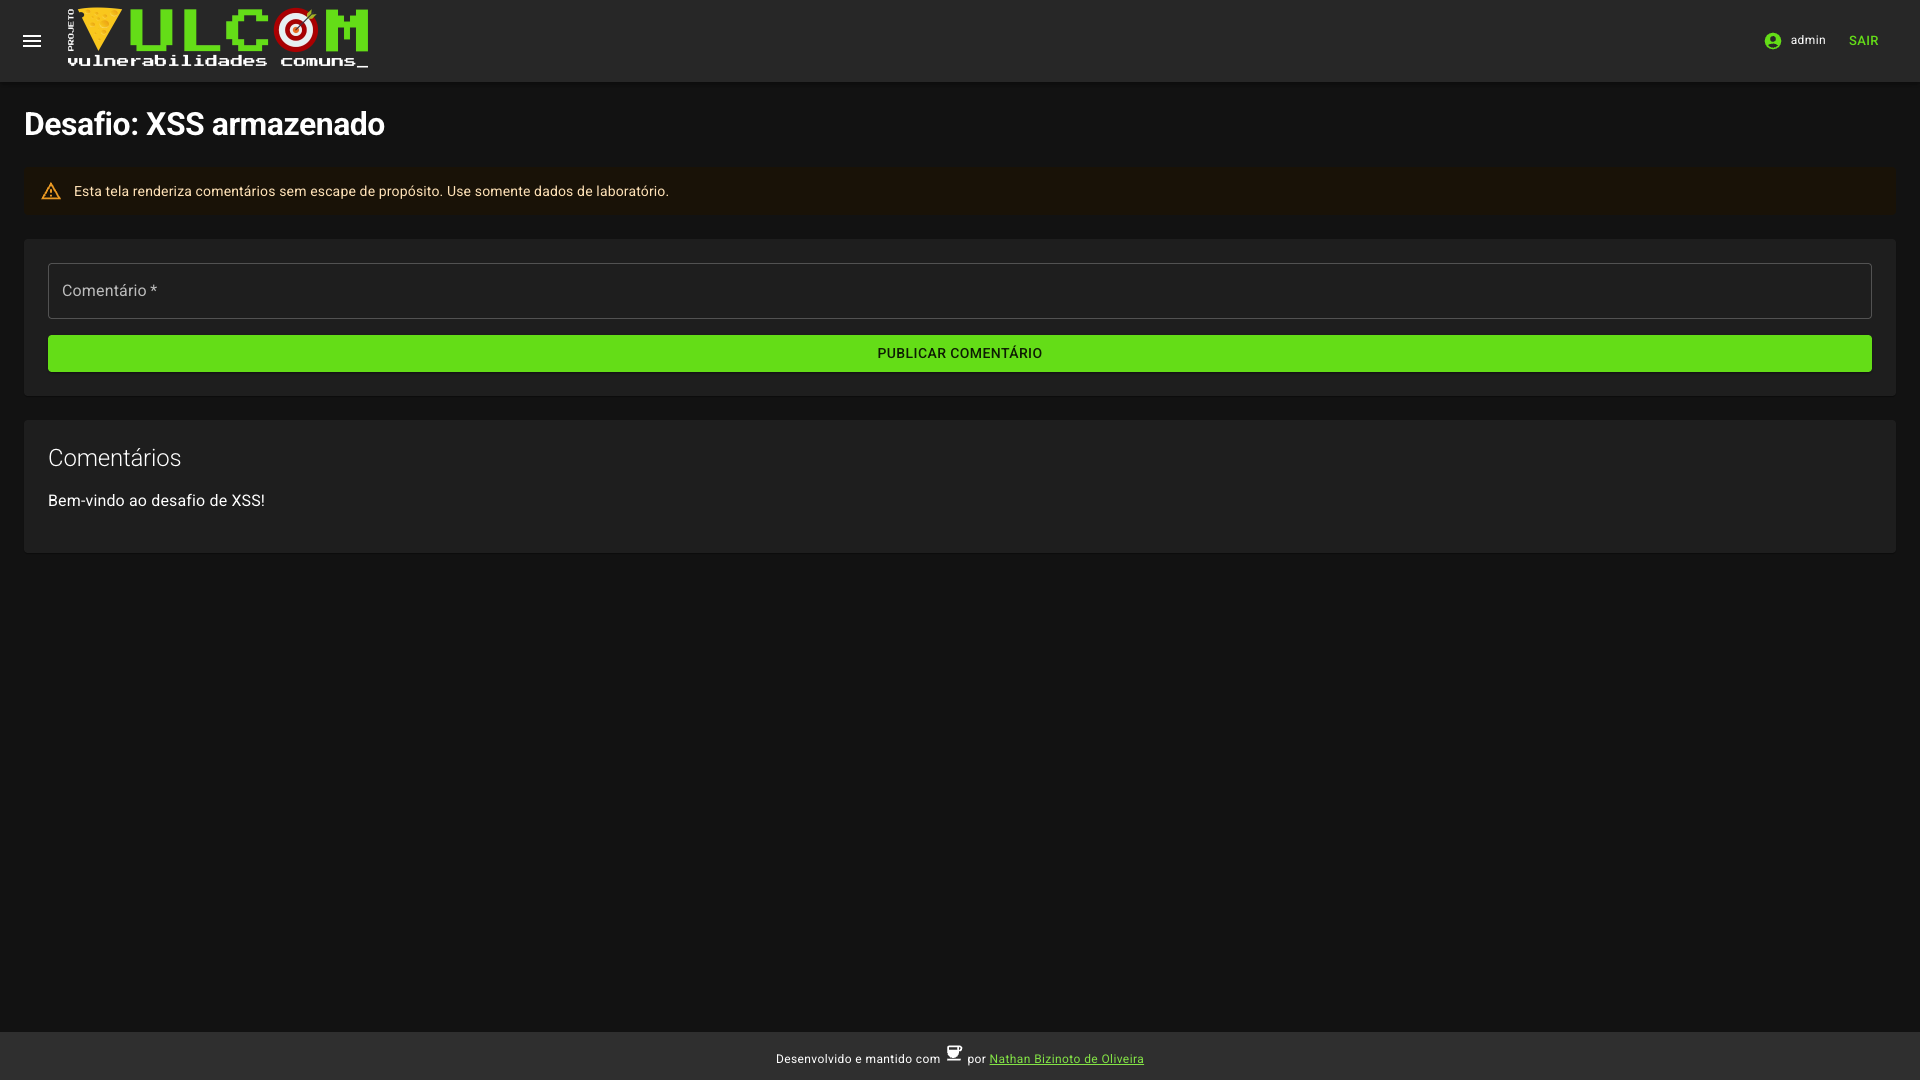 PROJETO
VULCOM
vulnerabilidades comuns_
admin
SAIR
Desafio: XSS armazenado
Esta tela renderiza comentários sem escape de propósito. Use somente dados de laboratório.
Comentário *
PUBLICAR COMENTÁRIO
Comentários
Bem-vindo ao desafio de XSS!
Desenvolvido e mantido com por Nathan Bizinoto de Oliveira